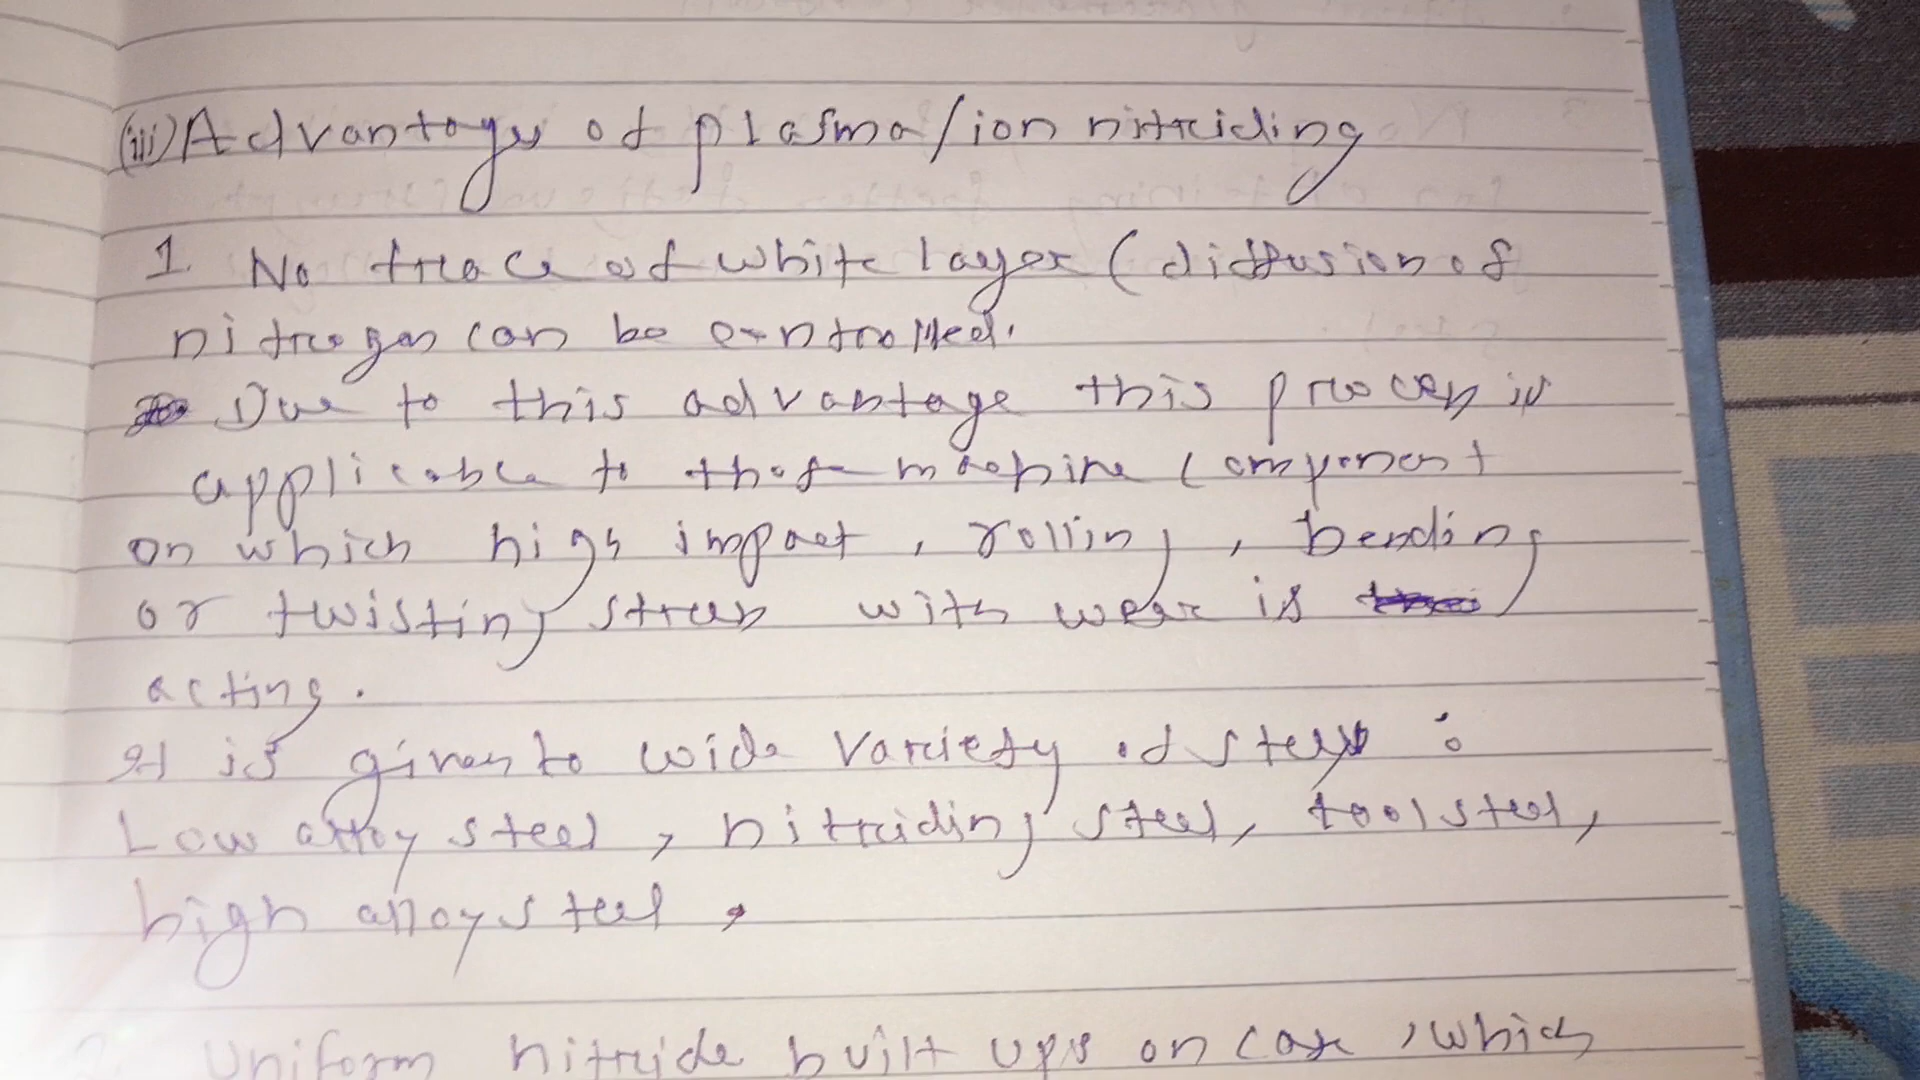 (iii) Advantages of plasma/ion nitriding
1. No trace of white layer (diffusion of
nitrogen can be controlled.
Due to this advantage this process is
applicable to those machine component
on which high impact, rolling, bending
or twisting stress with wear is
acting.
It is given to wide variety of steels :
Low alloy steel, nitriding steel, tool steel,
high alloy steel,
2. Uniform nitride built ups on case, which